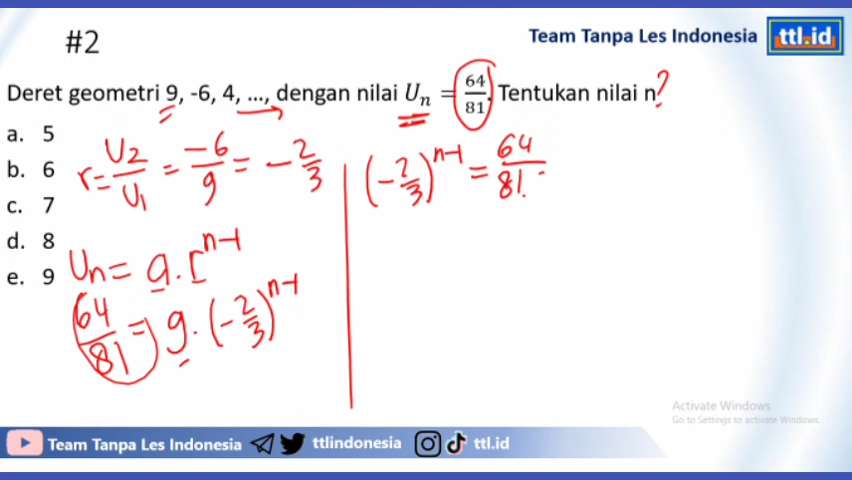 #2
Team Tanpa Les Indonesia
ttl.id
Deret geometri 9, -6, 4, ..., dengan nilai Uₙ = 64/81. Tentukan nilai n?
a. 5
b. 6
c. 7
d. 8
e. 9
r = U2/U1 = -6/9 = -2/3
Un = a.r^(n-1)
64/81 = 9.(-2/3)^(n-1)
(-2/3)^(n-1) = 64/81.
Activate Windows
Go to Settings to activate Windows.
Team Tanpa Les Indonesia ttlindonesia ttl.id